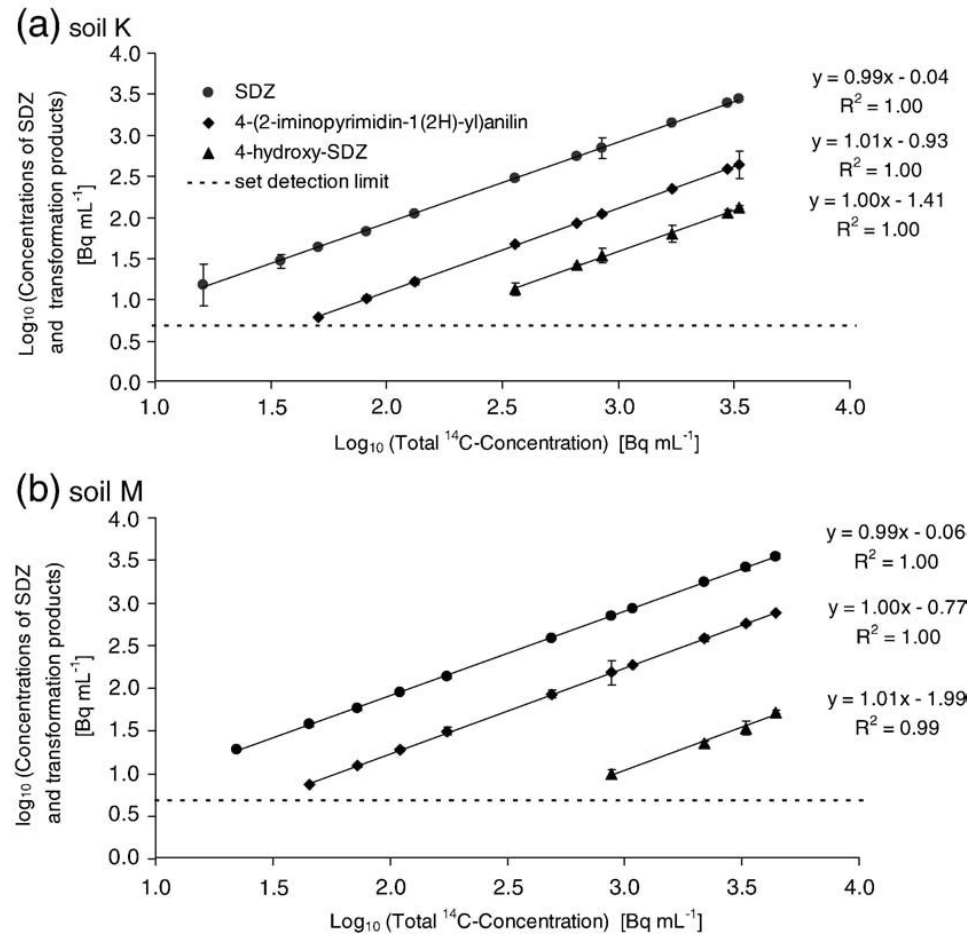 (a) soil K
Log₁₀ (Concentrations of SDZ
and transformation products)
[Bq mL⁻¹]
4.0
3.5
3.0
2.5
2.0
1.5
1.0
0.5
0.0
SDZ
4-(2-iminopyrimidin-1(2H)-yl)anilin
4-hydroxy-SDZ
set detection limit
y = 0.99x - 0.04
R² = 1.00
y = 1.01x - 0.93
R² = 1.00
y = 1.00x - 1.41
R² = 1.00
1.0 1.5 2.0 2.5 3.0 3.5 4.0
Log₁₀ (Total ¹⁴C-Concentration) [Bq mL⁻¹]
(b) soil M
log₁₀ (Concentrations of SDZ
and transformation products)
[Bq mL⁻¹]
4.0
3.5
3.0
2.5
2.0
1.5
1.0
0.5
0.0
y = 0.99x - 0.06
R² = 1.00
y = 1.00x - 0.77
R² = 1.00
y = 1.01x - 1.99
R² = 0.99
1.0 1.5 2.0 2.5 3.0 3.5 4.0
Log₁₀ (Total ¹⁴C-Concentration) [Bq mL⁻¹]